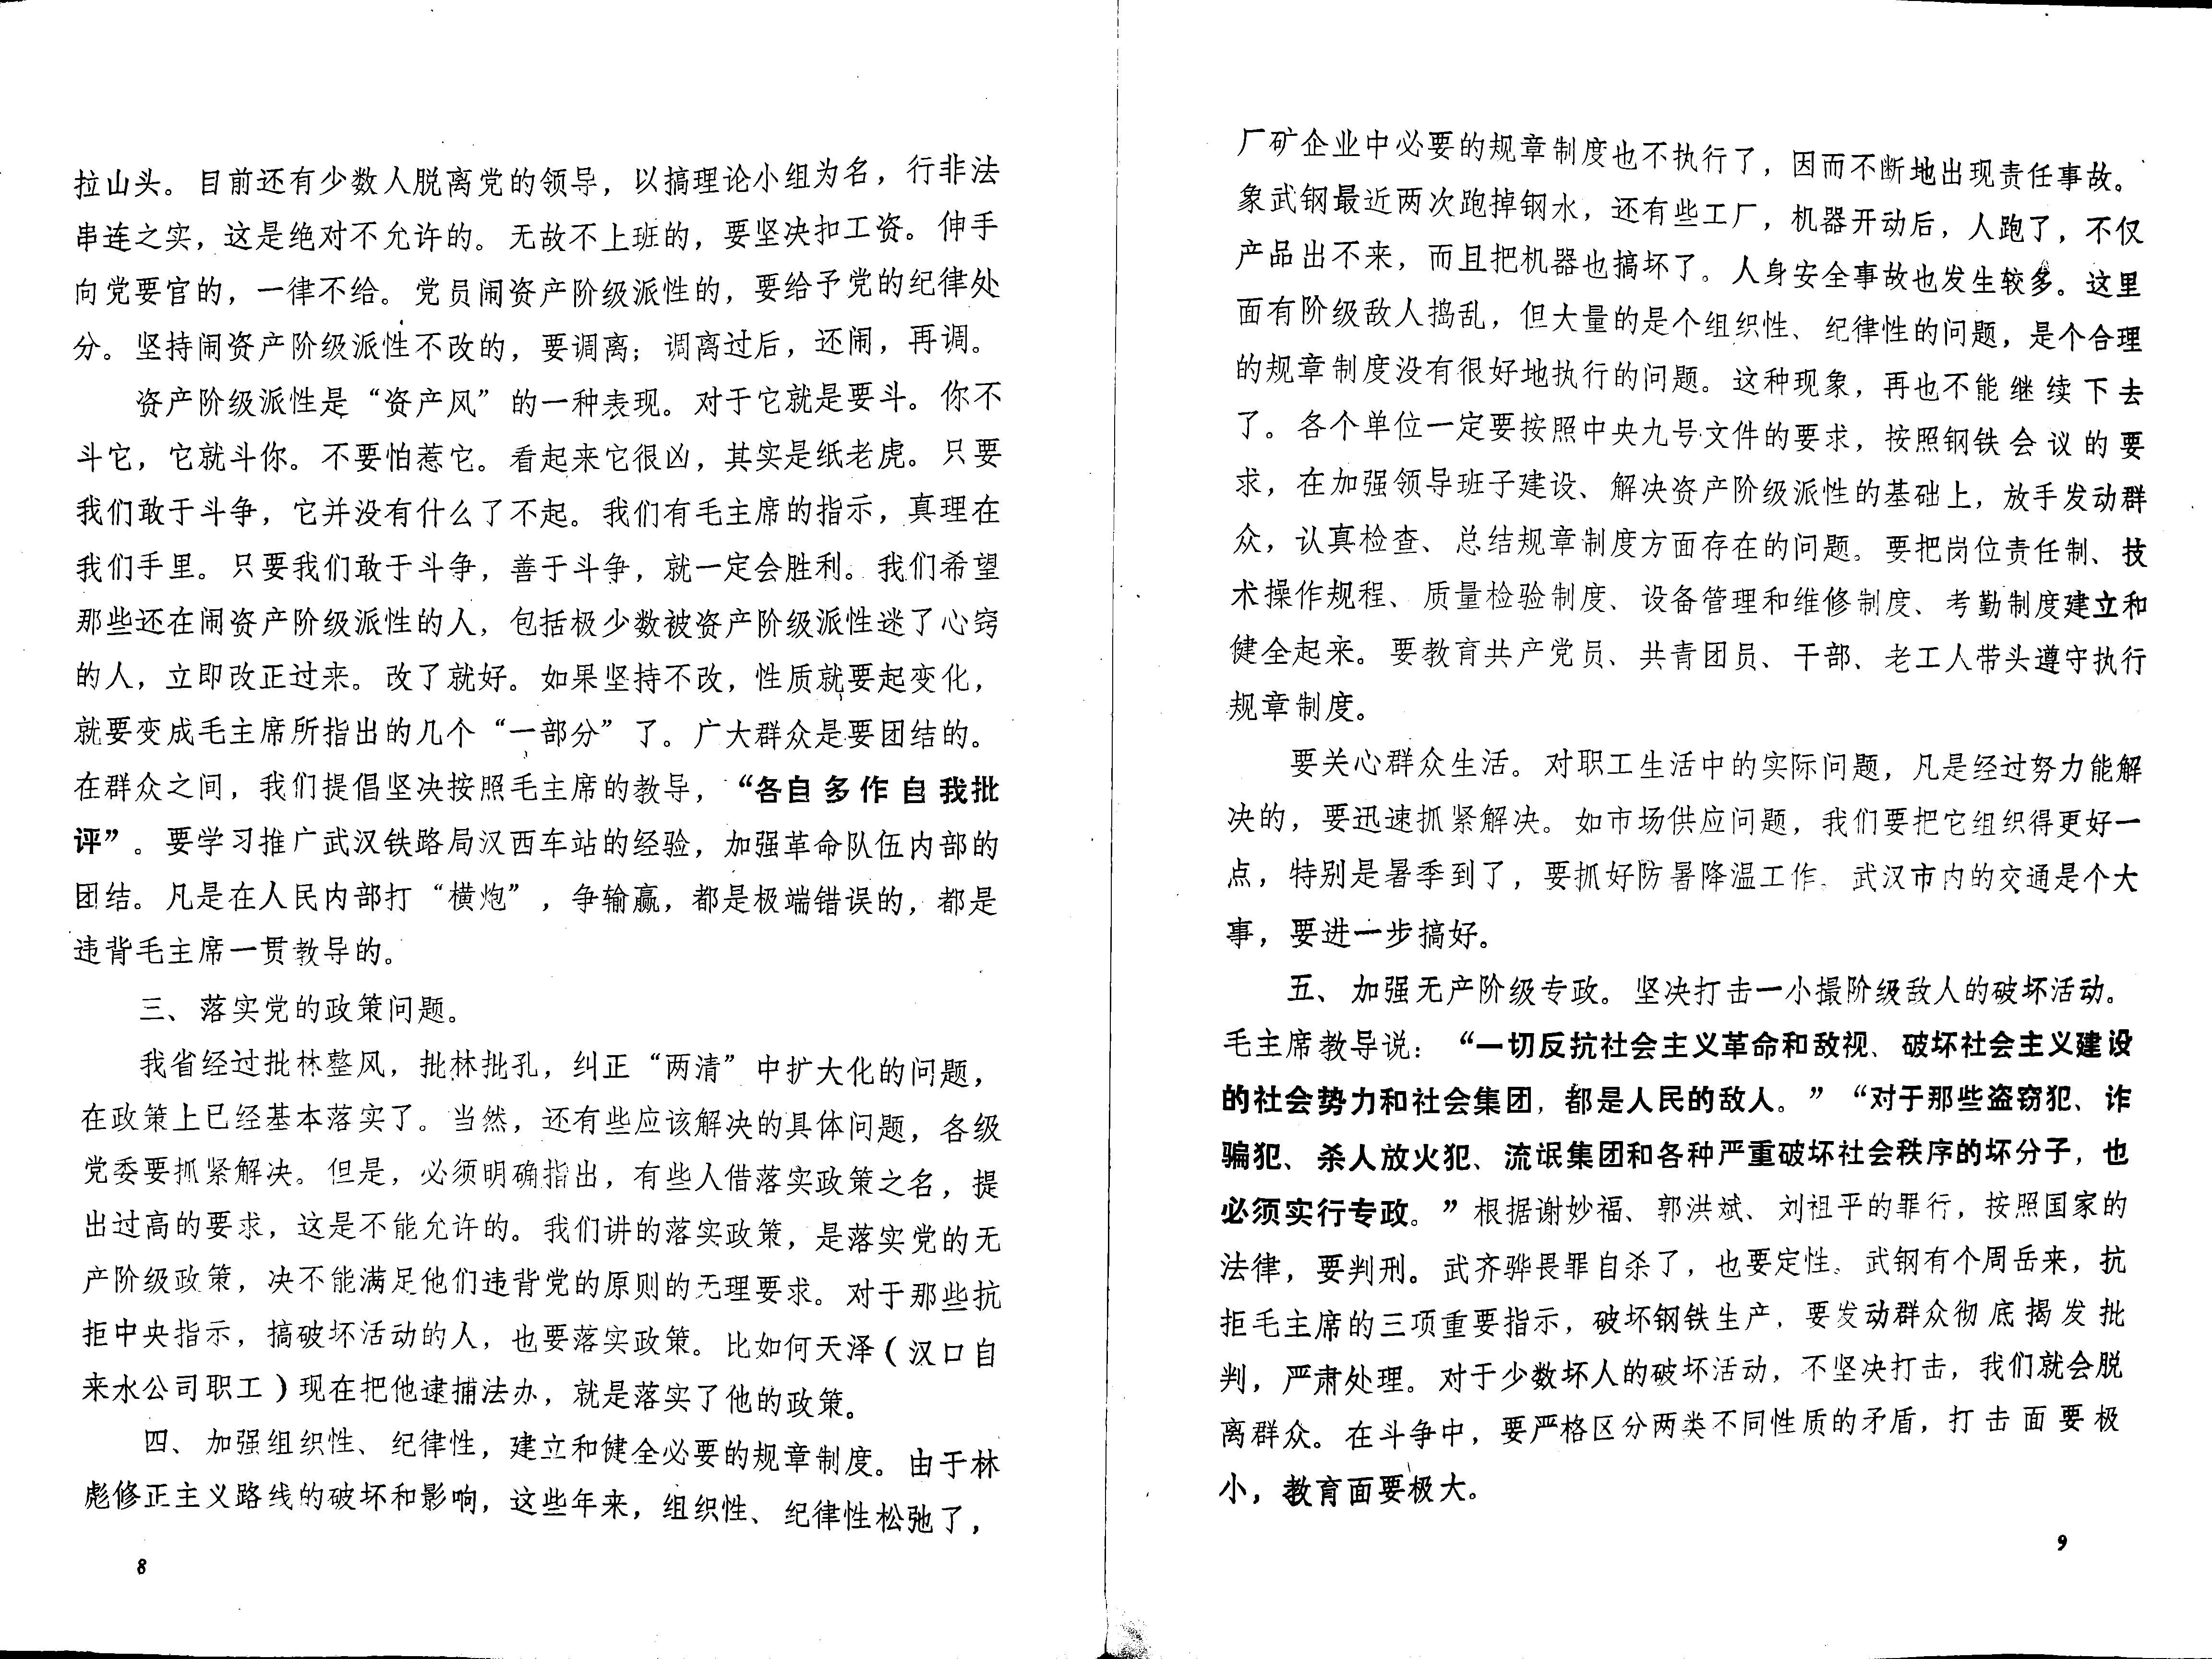 拉山头。目前还有少数人脱离党的领导，以搞理论小组为名，行非法
串连之实，这是绝对不允许的。无故不上班的，要坚决扣工资。伸手
向党要官的，一律不给。党员闹资产阶级派性的，要给予党的纪律处
分。坚持闹资产阶级派性不改的，要调离；调离过后，还闹，再调。
资产阶级派性是“资产风”的一种表现。对于它就是要斗。你不
斗它，它就斗你。不要怕惹它。看起来它很凶，其实是纸老虎。只要
我们敢于斗争，它并没有什么了不起。我们有毛主席的指示，真理在
我们手里。只要我们敢于斗争，善于斗争，就一定会胜利。我们希望
那些还在闹资产阶级派性的人，包括极少数被资产阶级派性迷了心窍
的人，立即改正过来。改了就好。如果坚持不改，性质就要起变化，
就要变成毛主席所指出的几个“一部分”了。广大群众是要团结的。
在群众之间，我们提倡坚决按照毛主席的教导，“各自多作自我批
评”。要学习推广武汉铁路局汉西车站的经验，加强革命队伍内部的
团结。凡是在人民内部打“横炮”，争输赢，都是极端错误的，都是
违背毛主席一贯教导的。
三、落实党的政策问题。
我省经过批林整风，批林批孔，纠正“两清”中扩大化的问题，
在政策上已经基本落实了。当然，还有些应该解决的具体问题，各级
党委要抓紧解决。但是，必须明确指出，有些人借落实政策之名，提
出过高的要求，这是不能允许的。我们讲的落实政策，是落实党的无
产阶级政策，决不能满足他们违背党的原则的无理要求。对于那些抗
拒中央指示，搞破坏活动的人，也要落实政策。比如何天泽（汉口自
来水公司职工）现在把他逮捕法办，就是落实了他的政策。
四、加强组织性、纪律性，建立和健全必要的规章制度。由于林
彪修正主义路线的破坏和影响，这些年来，组织性、纪律性松弛了，
8
厂矿企业中必要的规章制度也不执行了，因而不断地出现责任事故。
象武钢最近两次跑掉钢水，还有些工厂，机器开动后，人跑了，不仅
产品出不来，而且把机器也搞坏了。人身安全事故也发生较多。这里
面有阶级敌人捣乱，但大量的是个组织性、纪律性的问题，是个合理
的规章制度没有很好地执行的问题。这种现象，再也不能继续下去
了。各个单位一定要按照中央九号文件的要求，按照钢铁会议的要
求，在加强领导班子建设、解决资产阶级派性的基础上，放手发动群
众，认真检查、总结规章制度方面存在的问题。要把岗位责任制、技
术操作规程、质量检验制度、设备管理和维修制度、考勤制度建立和
健全起来。要教育共产党员、共青团员、干部、老工人带头遵守执行
规章制度。
要关心群众生活。对职工生活中的实际问题，凡是经过努力能解
决的，要迅速抓紧解决。如市场供应问题，我们要把它组织得更好一
点，特别是暑季到了，要抓好防暑降温工作。武汉市内的交通是个大
事，要进一步搞好。
五、加强无产阶级专政。坚决打击一小撮阶级敌人的破坏活动。
毛主席教导说：“一切反抗社会主义革命和敌视、破坏社会主义建设
的社会势力和社会集团，都是人民的敌人。”“对于那些盗窃犯、诈
骗犯、杀人放火犯、流氓集团和各种严重破坏社会秩序的坏分子，也
必须实行专政。”根据谢妙福、郭洪斌、刘祖平的罪行，按照国家的
法律，要判刑。武齐骅畏罪自杀了，也要定性。武钢有个周岳来，抗
拒毛主席的三项重要指示，破坏钢铁生产，要发动群众彻底揭发批
判，严肃处理。对于少数坏人的破坏活动，不坚决打击，我们就会脱
离群众。在斗争中，要严格区分两类不同性质的矛盾，打击面要极
小，教育面要极大。
9